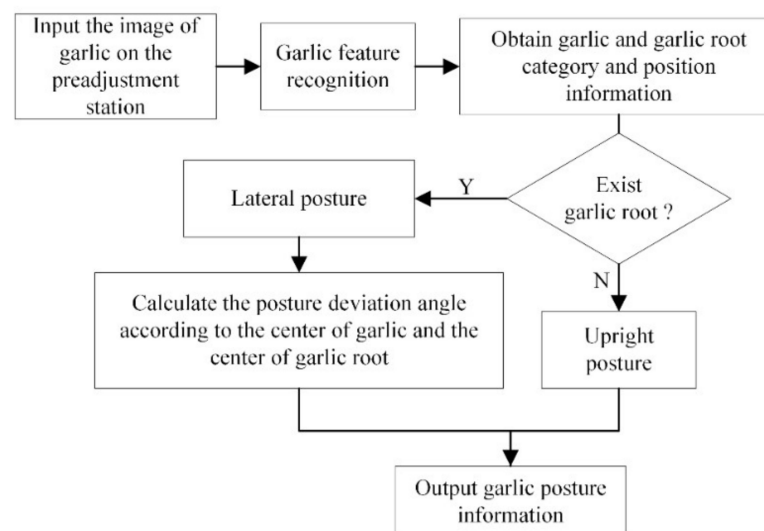 Input the image of
garlic on the
preadjustment
station
Garlic feature
recognition
Obtain garlic and garlic root
category and position
information
Exist
garlic root ?
Y
Lateral posture
N
Calculate the posture deviation angle
according to the center of garlic and the
center of garlic root
Upright
posture
Output garlic posture
information